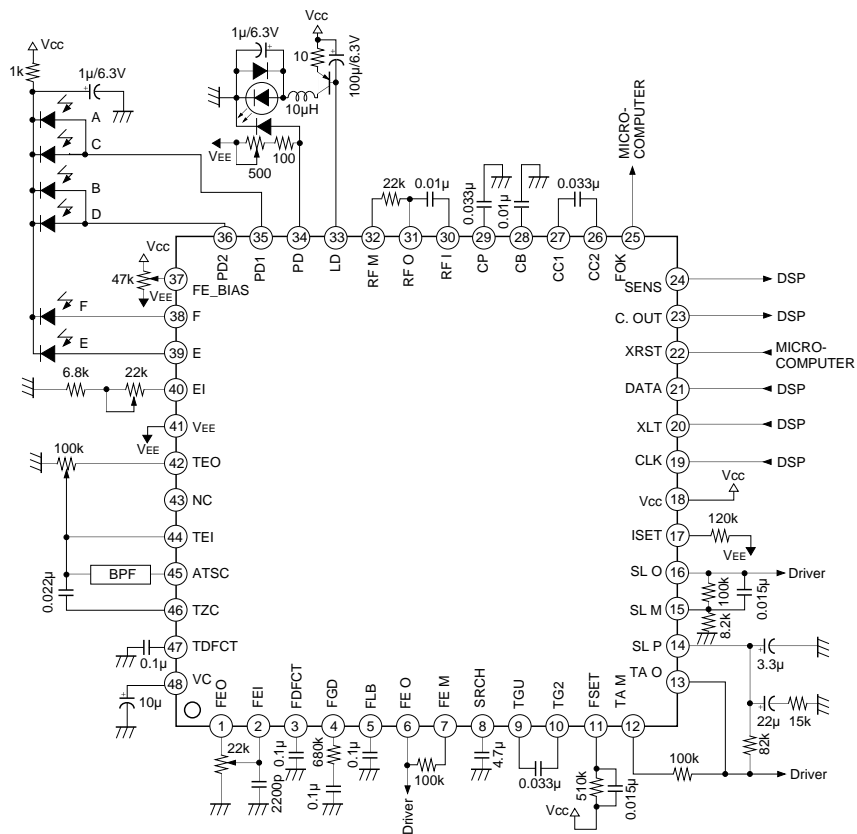 Vcc
1k
1µ/6.3V
A
C
B
D
1µ/6.3V
Vcc
10
100µ/6.3V
10µH
VEE
500
100
22k
0.01µ
0.033µ
0.01µ
0.033µ
MICRO-
COMPUTER
36 35 34 33 32 31 30 29 28 27 26 25
PD2 PD1 PD LD RF M RF O RF I CP CB CC1 CC2 FOK
Vcc
47k
VEE
37 FE_BIAS
F 38 F
E 39 E
6.8k 22k 40 EI
VEE 41 VEE
100k 42 TEO
43 NC
44 TEI
BPF 45 ATSC
0.022µ
46 TZC
47 TDFCT
0.1µ
48 VC
10µ
SENS 24 DSP
C. OUT 23 DSP
XRST 22 MICRO-
COMPUTER
DATA 21 DSP
XLT 20 DSP
CLK 19 DSP
Vcc 18 Vcc
ISET 17 120k
VEE
SL O 16 Driver
100k
0.015µ
SL M 15
8.2k
SL P 14
3.3µ
TA O 13
22µ 15k
82k
FEO FEI FDFCT FGD FLB FE O FE M SRCH TGU TG2 FSET TA M
1 2 3 4 5 6 7 8 9 10 11 12
22k
2200p
0.1µ
680k
0.1µ
0.1µ
100k
Driver
4.7µ
0.033µ
510k
0.015µ
Vcc
100k
Driver